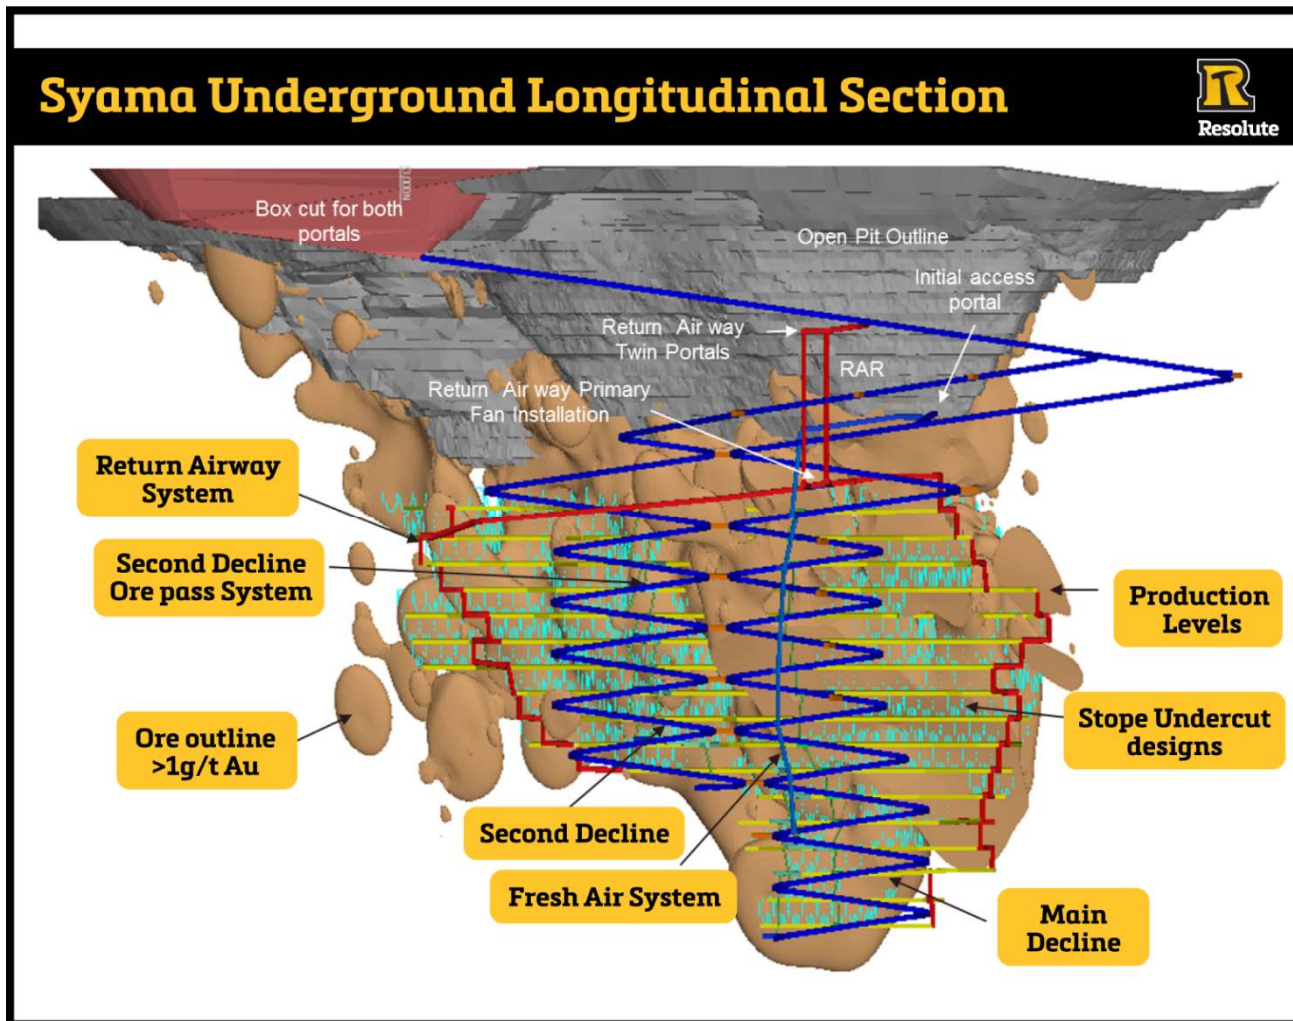 Syama Underground Longitudinal Section
R
Resolute
Box cut for both
portals
Open Pit Outline
Initial access
portal
Return Air way
Twin Portals
RAR
Return Air way Primary
Fan Installation
Return Airway
System
Second Decline
Ore pass System
Production
Levels
Ore outline
>1g/t Au
Stope Undercut
designs
Second Decline
Fresh Air System
Main
Decline